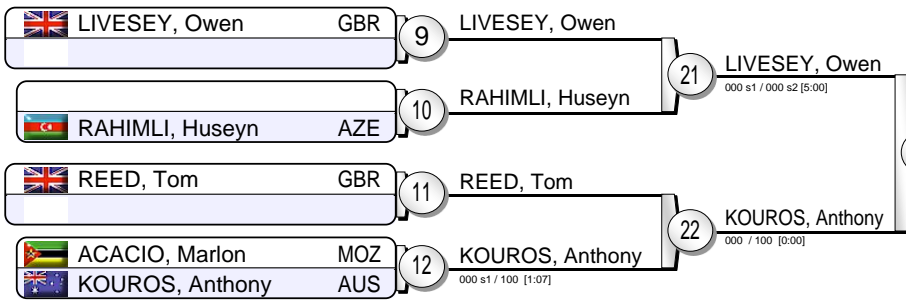 LIVESEY, Owen GBR
9
LIVESEY, Owen
RAHIMLI, Huseyn AZE
10
RAHIMLI, Huseyn
21
LIVESEY, Owen
000 s1 / 000 s2 [5:00]
REED, Tom GBR
11
REED, Tom
ACACIO, Marlon MOZ
KOUROS, Anthony AUS
12
KOUROS, Anthony
000 s1 / 100 [1:07]
22
KOUROS, Anthony
000 / 100 [0:00]